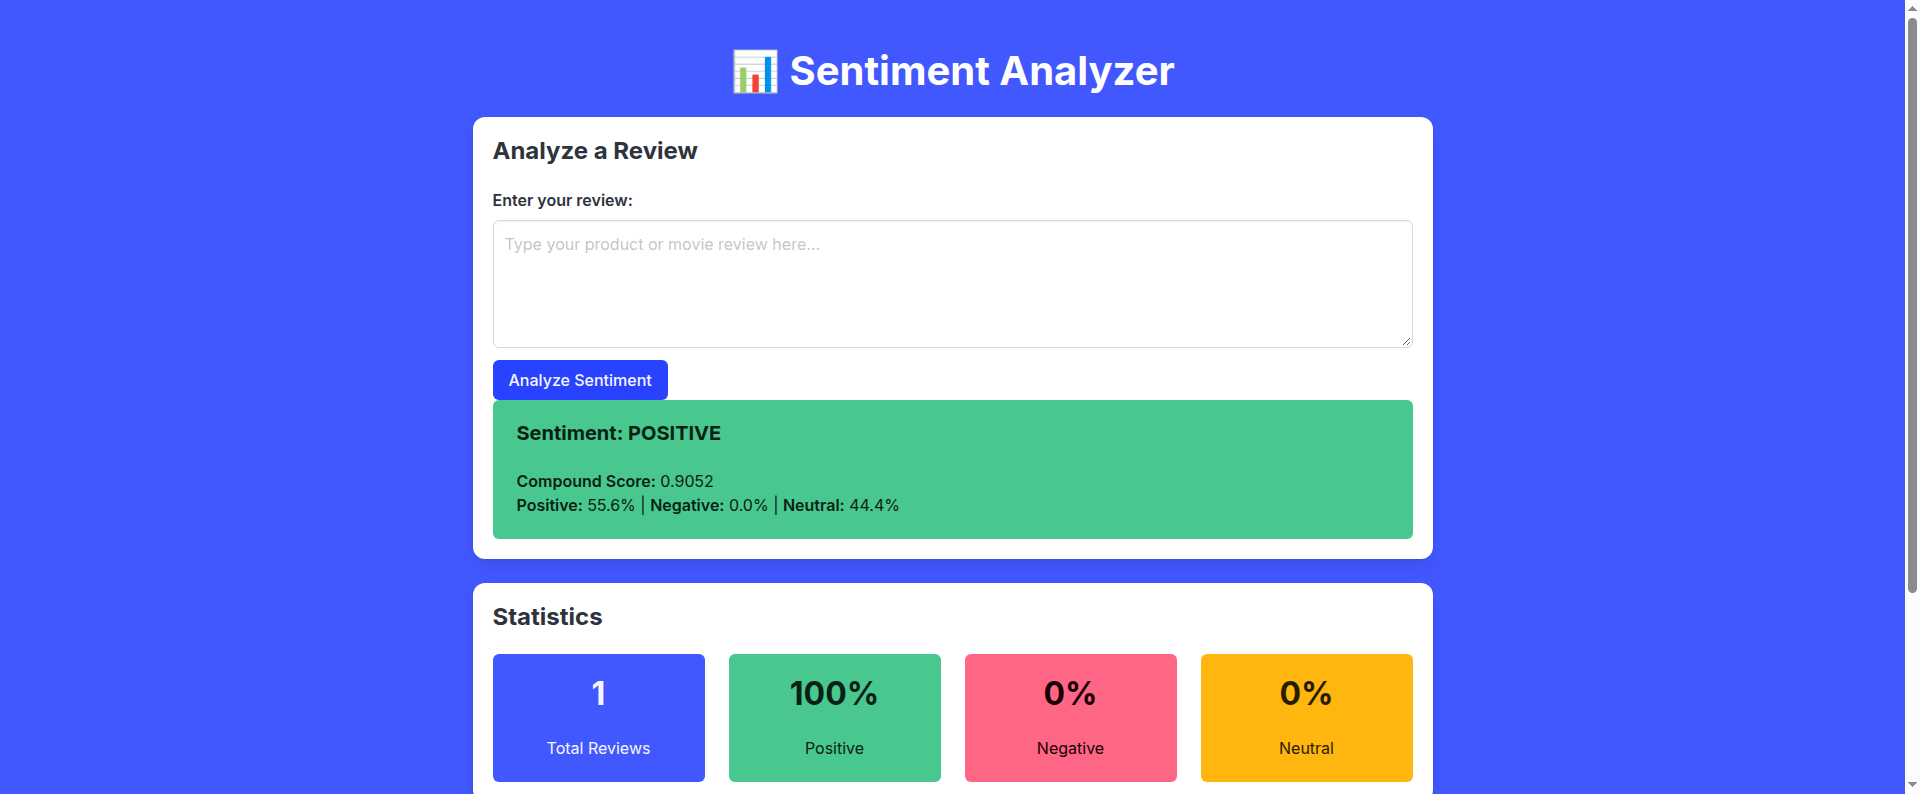 📊 Sentiment Analyzer
Analyze a Review
Enter your review:
Type your product or movie review here...
Analyze Sentiment
Sentiment: POSITIVE
Compound Score: 0.9052
Positive: 55.6% | Negative: 0.0% | Neutral: 44.4%
Statistics
1
Total Reviews
100%
Positive
0%
Negative
0%
Neutral